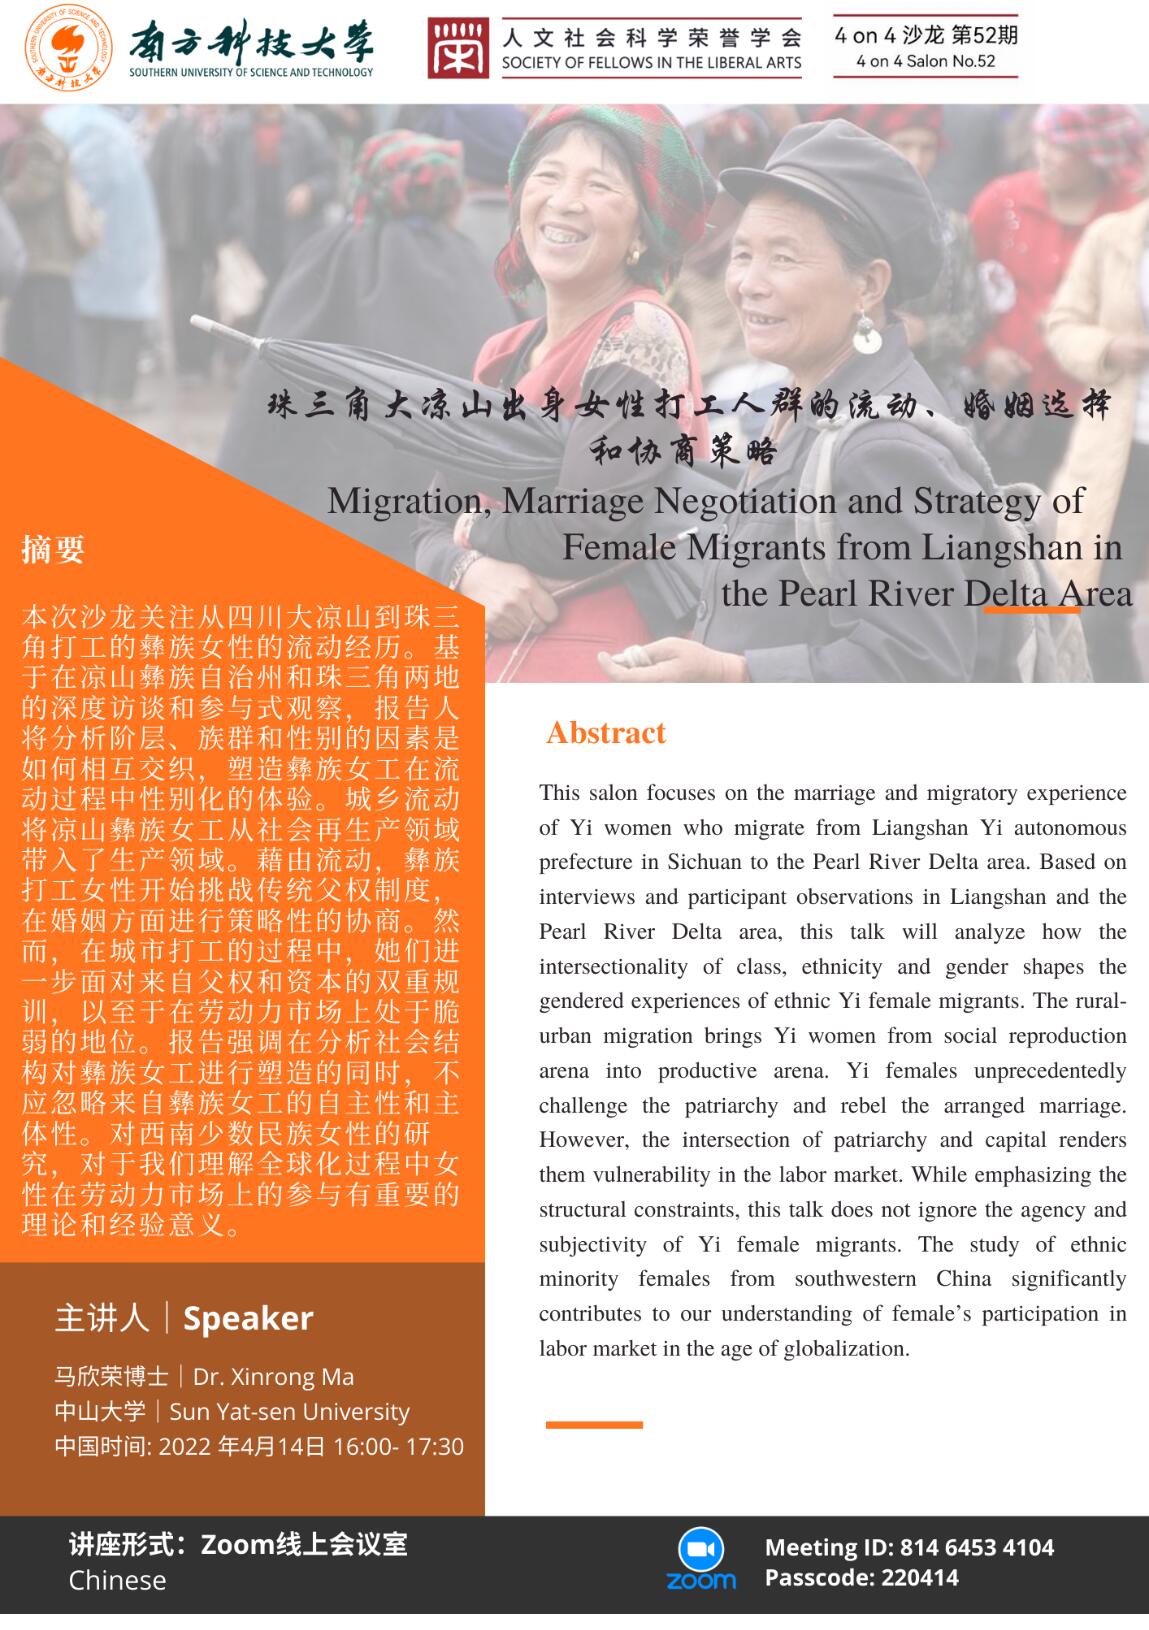 南方科技大学
SOUTHERN UNIVERSITY OF SCIENCE AND TECHNOLOGY
人文社会科学荣誉学会
SOCIETY OF FELLOWS IN THE LIBERAL ARTS
4 on 4 沙龙 第52期
4 on 4 Salon No.52
珠三角大凉山出身女性打工人群的流动、婚姻选择
和协商策略
Migration, Marriage Negotiation and Strategy of
Female Migrants from Liangshan in
the Pearl River Delta Area
摘要
本次沙龙关注从四川大凉山到珠三
角打工的彝族女性的流动经历。基
于在凉山彝族自治州和珠三角两地
的深度访谈和参与式观察，报告人
将分析阶层、族群和性别的因素是
如何相互交织，塑造彝族女工在流
动过程中性别化的体验。城乡流动
将凉山彝族女工从社会再生产领域
带入了生产领域。藉由流动，彝族
打工女性开始挑战传统父权制度，
在婚姻方面进行策略性的协商。然
而，在城市打工的过程中，她们进
一步面对来自父权和资本的双重规
训，以至于在劳动力市场上处于脆
弱的地位。报告强调在分析社会结
构对彝族女工进行塑造的同时，不
应忽略来自彝族女工的自主性和主
体性。对西南少数民族女性的研
究，对于我们理解全球化过程中女
性在劳动力市场上的参与有重要的
理论和经验意义。
Abstract
This salon focuses on the marriage and migratory experience
of Yi women who migrate from Liangshan Yi autonomous
prefecture in Sichuan to the Pearl River Delta area. Based on
interviews and participant observations in Liangshan and the
Pearl River Delta area, this talk will analyze how the
intersectionality of class, ethnicity and gender shapes the
gendered experiences of ethnic Yi female migrants. The rural-
urban migration brings Yi women from social reproduction
arena into productive arena. Yi females unprecedentedly
challenge the patriarchy and rebel the arranged marriage.
However, the intersection of patriarchy and capital renders
them vulnerability in the labor market. While emphasizing the
structural constraints, this talk does not ignore the agency and
subjectivity of Yi female migrants. The study of ethnic
minority females from southwestern China significantly
contributes to our understanding of female’s participation in
labor market in the age of globalization.
主讲人｜Speaker
马欣荣博士｜Dr. Xinrong Ma
中山大学｜Sun Yat-sen University
中国时间: 2022 年4月14日 16:00- 17:30
讲座形式：Zoom线上会议室
Chinese
zoom
Meeting ID: 814 6453 4104
Passcode: 220414